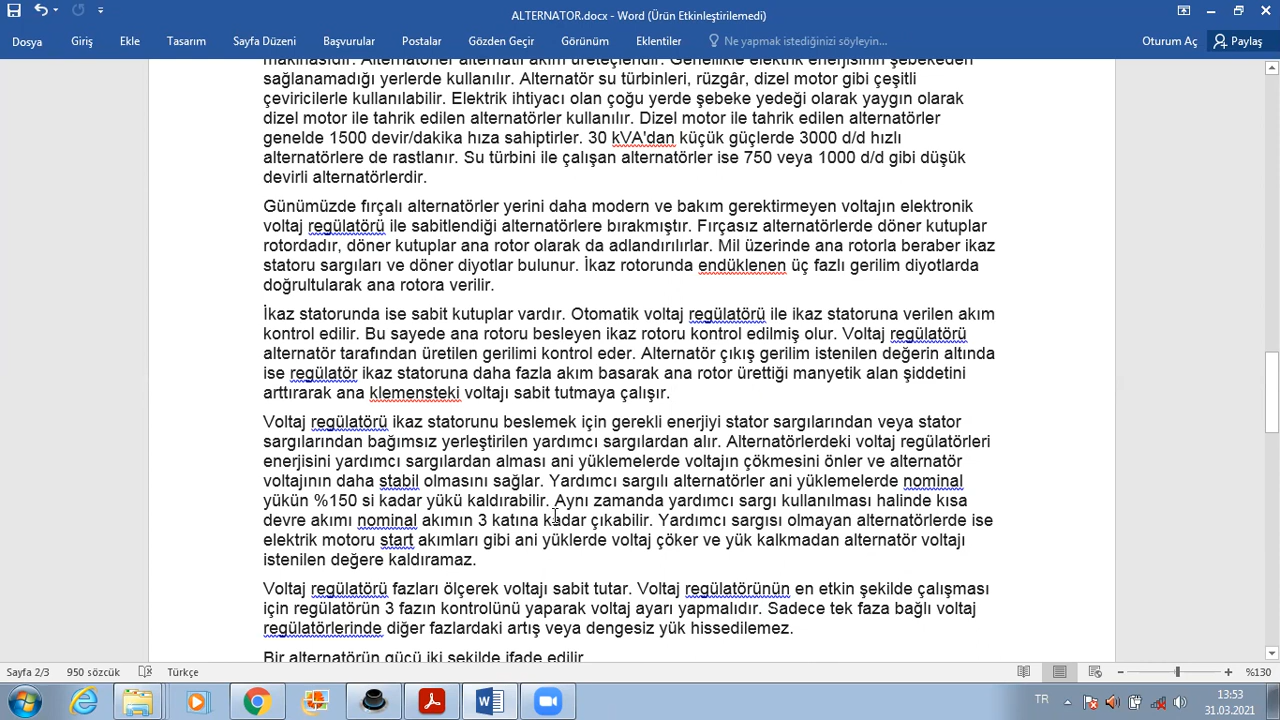 ALTERNATOR.docx - Word (Ürün Etkinleştirilemedi)
Dosya Giriş Ekle Tasarım Sayfa Düzeni Başvurular Postalar Gözden Geçir Görünüm Eklentiler Ne yapmak istediğinizi söyleyin... Oturum Aç Paylaş
makinasıdır. Alternatörler alternatif akım üreteçleridir. Genellikle elektrik enerjisinin şebekeden
sağlanamadığı yerlerde kullanılır. Alternatör su türbinleri, rüzgâr, dizel motor gibi çeşitli
çeviricilerle kullanılabilir. Elektrik ihtiyacı olan çoğu yerde şebeke yedeği olarak yaygın olarak
dizel motor ile tahrik edilen alternatörler kullanılır. Dizel motor ile tahrik edilen alternatörler
genelde 1500 devir/dakika hıza sahiptirler. 30 kVA'dan küçük güçlerde 3000 d/d hızlı
alternatörlere de rastlanır. Su türbini ile çalışan alternatörler ise 750 veya 1000 d/d gibi düşük
devirli alternatörlerdir.
Günümüzde fırçalı alternatörler yerini daha modern ve bakım gerektirmeyen voltajın elektronik
voltaj regülatörü ile sabitlendiği alternatörlere bırakmıştır. Fırçasız alternatörlerde döner kutuplar
rotordadır, döner kutuplar ana rotor olarak da adlandırılırlar. Mil üzerinde ana rotorla beraber ikaz
statoru sargıları ve döner diyotlar bulunur. İkaz rotorunda endüklenen üç fazlı gerilim diyotlarda
doğrultularak ana rotora verilir.
İkaz statorunda ise sabit kutuplar vardır. Otomatik voltaj regülatörü ile ikaz statoruna verilen akım
kontrol edilir. Bu sayede ana rotoru besleyen ikaz rotoru kontrol edilmiş olur. Voltaj regülatörü
alternatör tarafından üretilen gerilimi kontrol eder. Alternatör çıkış gerilim istenilen değerin altında
ise regülatör ikaz statoruna daha fazla akım basarak ana rotor ürettiği manyetik alan şiddetini
arttırarak ana klemensteki voltajı sabit tutmaya çalışır.
Voltaj regülatörü ikaz statorunu beslemek için gerekli enerjiyi stator sargılarından veya stator
sargılarından bağımsız yerleştirilen yardımcı sargılardan alır. Alternatörlerdeki voltaj regülatörleri
enerjisini yardımcı sargılardan alması ani yüklemelerde voltajın çökmesini önler ve alternatör
voltajının daha stabil olmasını sağlar. Yardımcı sargılı alternatörler ani yüklemelerde nominal
yükün %150 si kadar yükü kaldırabilir. Aynı zamanda yardımcı sargı kullanılması halinde kısa
devre akımı nominal akımın 3 katına kadar çıkabilir. Yardımcı sargısı olmayan alternatörlerde ise
elektrik motoru start akımları gibi ani yüklerde voltaj çöker ve yük kalkmadan alternatör voltajı
istenilen değere kaldıramaz.
Voltaj regülatörü fazları ölçerek voltajı sabit tutar. Voltaj regülatörünün en etkin şekilde çalışması
için regülatörün 3 fazın kontrolünü yaparak voltaj ayarı yapmalıdır. Sadece tek faza bağlı voltaj
regülatörlerinde diğer fazlardaki artış veya dengesiz yük hissedilemez.
Bir alternatörün gücü iki şekilde ifade edilir
Sayfa 2/3 950 sözcük Türkçe %130
TR 13:53
31.03.2021